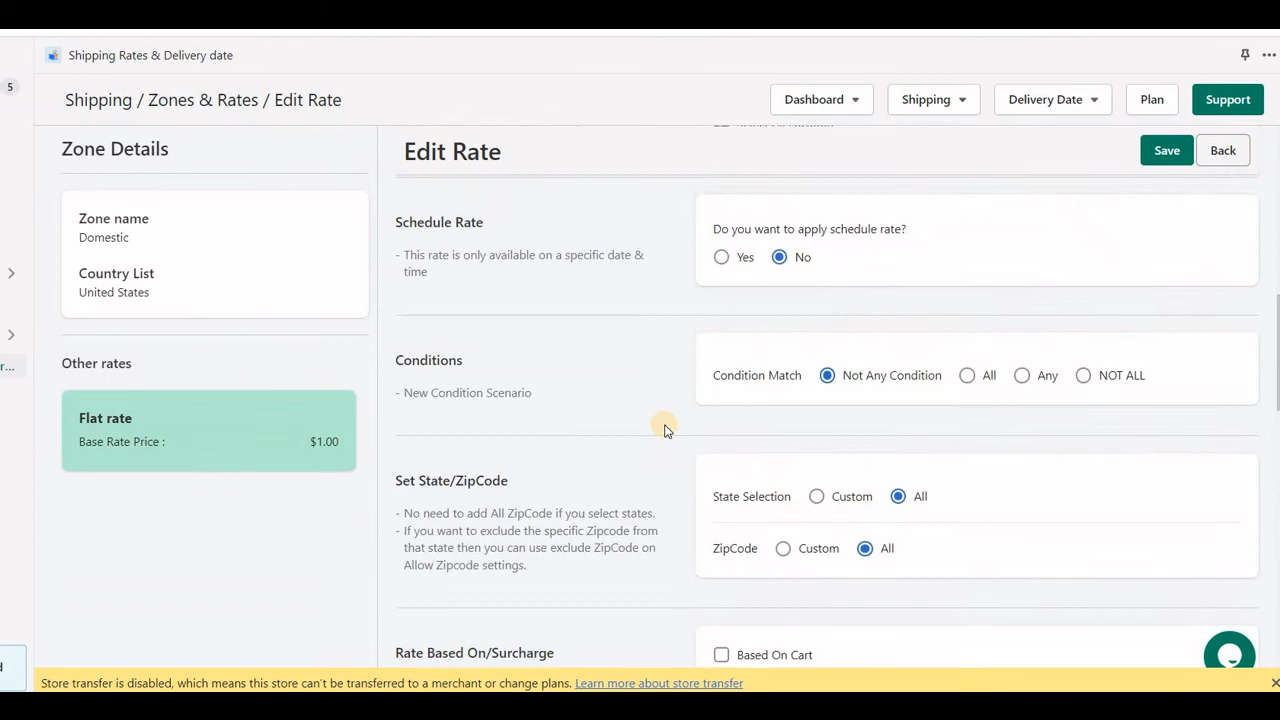 Shipping Rates & Delivery date
5
Shipping / Zones & Rates / Edit Rate
Dashboard
Shipping
Delivery Date
Plan
Support
Zone Details
Zone name
Domestic
Country List
United States
Other rates
Flat rate
Base Rate Price :
$1.00
r...
d
Edit Rate
Save
Back
Schedule Rate
- This rate is only available on a specific date &
time
Do you want to apply schedule rate?
Yes
No
Conditions
- New Condition Scenario
Condition Match
Not Any Condition
All
Any
NOT ALL
Set State/ZipCode
- No need to add All ZipCode if you select states.
- If you want to exclude the specific Zipcode from
that state then you can use exclude ZipCode on
Allow Zipcode settings.
State Selection
Custom
All
ZipCode
Custom
All
Rate Based On/Surcharge
Based On Cart
Store transfer is disabled, which means this store can't be transferred to a merchant or change plans. Learn more about store transfer